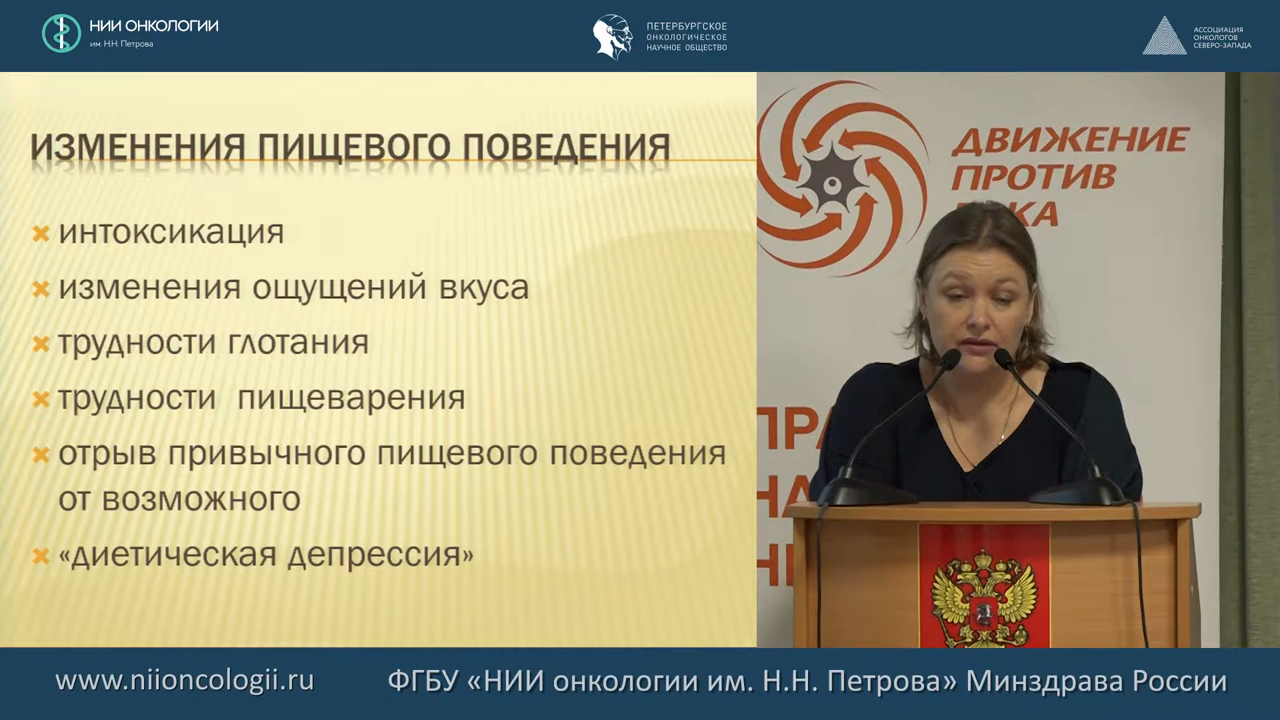 НИИ ОНКОЛОГИИ
им. Н.Н. Петрова
ПЕТЕРБУРГСКОЕ
ОНКОЛОГИЧЕСКОЕ
НАУЧНОЕ ОБЩЕСТВО
АССОЦИАЦИЯ
ОНКОЛОГОВ
СЕВЕРО-ЗАПАДА
ИЗМЕНЕНИЯ ПИЩЕВОГО ПОВЕДЕНИЯ
интоксикация
изменения ощущений вкуса
трудности глотания
трудности пищеварения
отрыв привычного пищевого поведения
от возможного
«диетическая депрессия»
ДВИЖЕНИЕ
ПРОТИВ
www.niioncologii.ru
ФГБУ «НИИ онкологии им. Н.Н. Петрова» Минздрава России